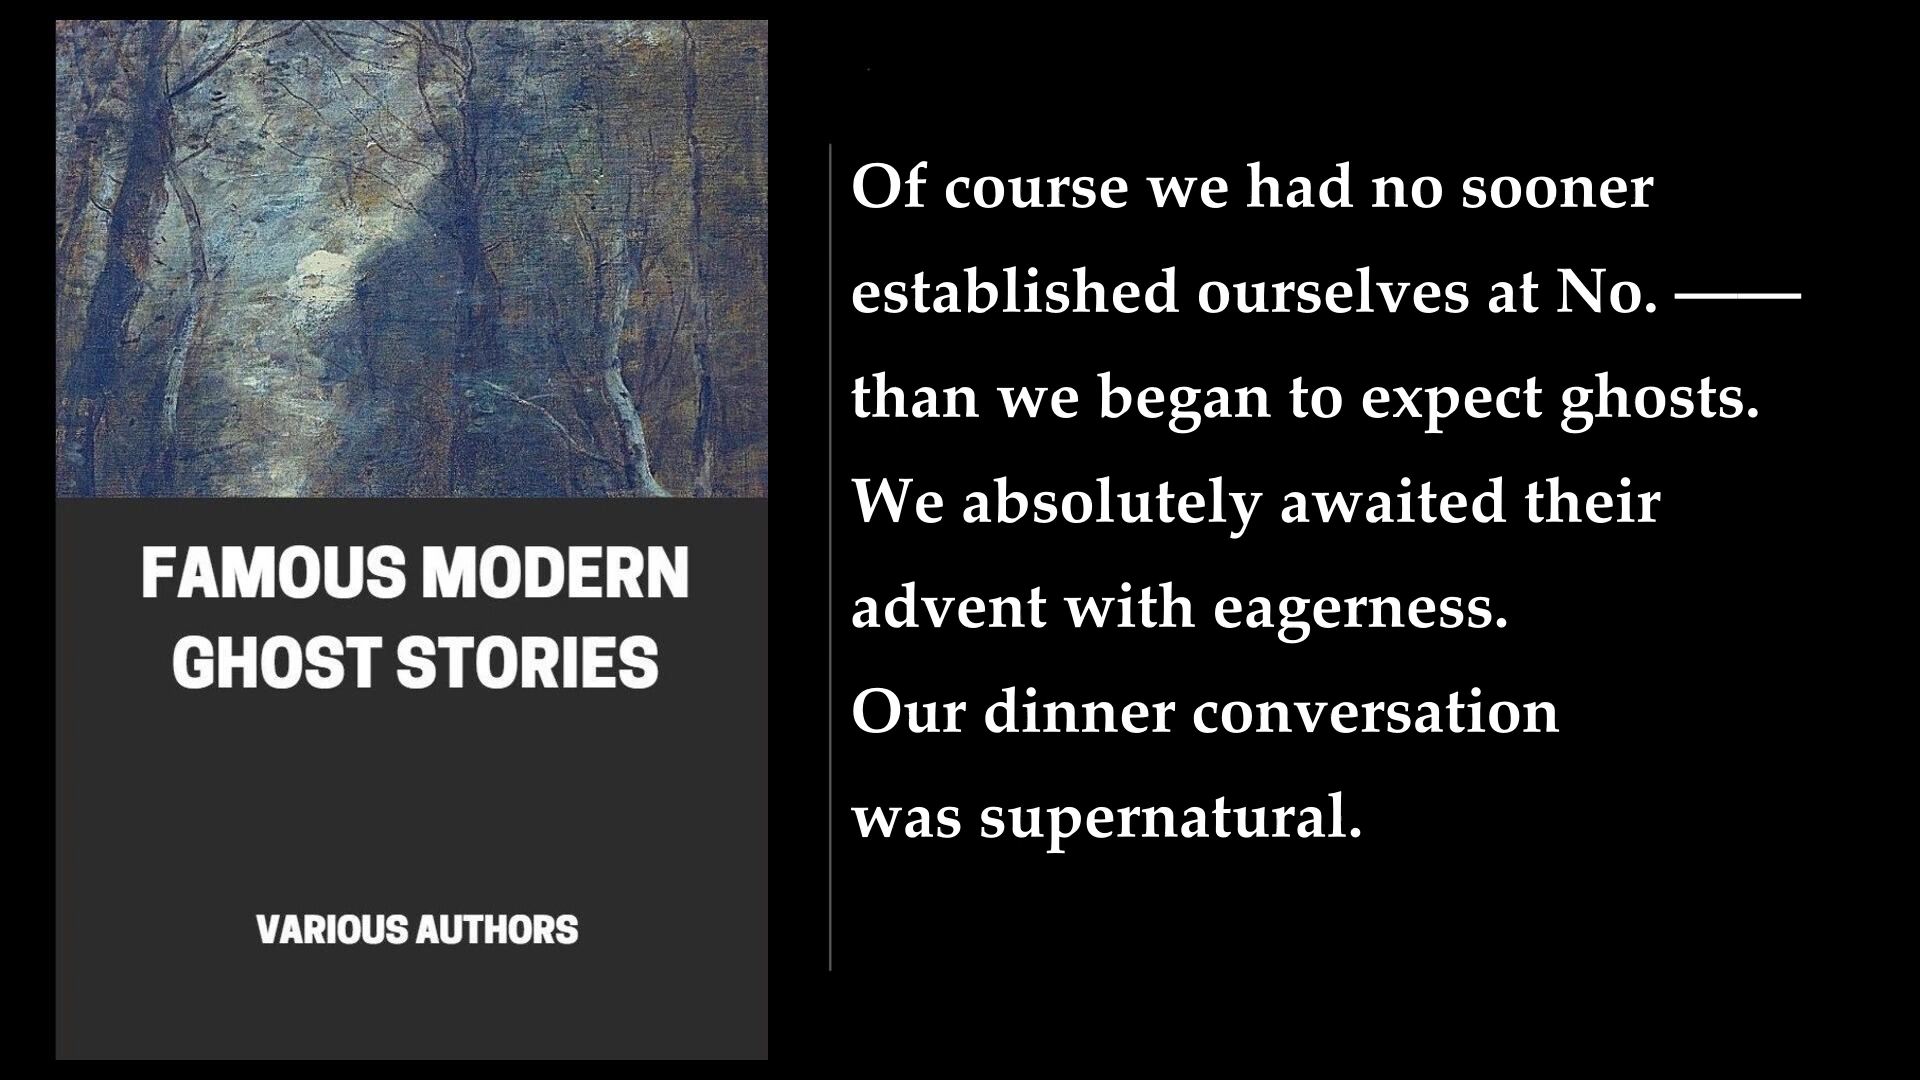 FAMOUS MODERN
GHOST STORIES
VARIOUS AUTHORS
Of course we had no sooner
established ourselves at No. ——
than we began to expect ghosts.
We absolutely awaited their
advent with eagerness.
Our dinner conversation
was supernatural.